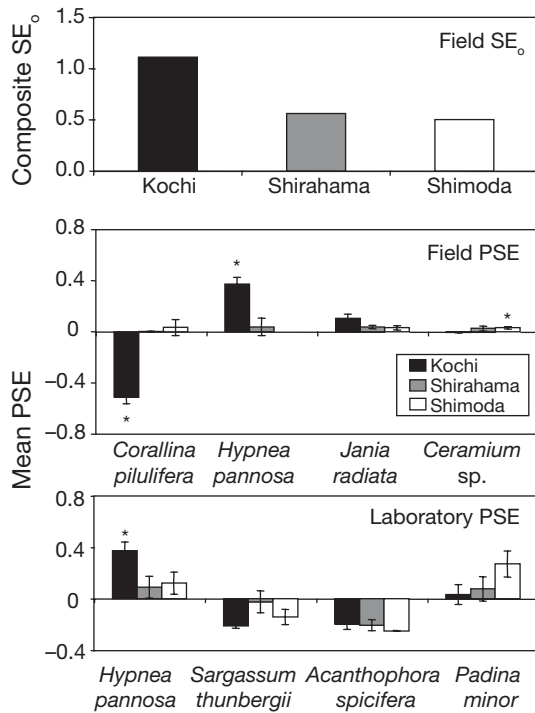 Composite SEo
1.5
1.0
0.5
0.0
Field SEo
Kochi
Shirahama
Shimoda
Mean PSE
0.8
0.4
0
−0.4
−0.8
Field PSE
*
*
*
Kochi
Shirahama
Shimoda
Corallina
pilulifera
Hypnea
pannosa
Jania
radiata
Ceramium
sp.
0.4
0
−0.4
Laboratory PSE
*
Hypnea
pannosa
Sargassum
thunbergii
Acanthophora
spicifera
Padina
minor